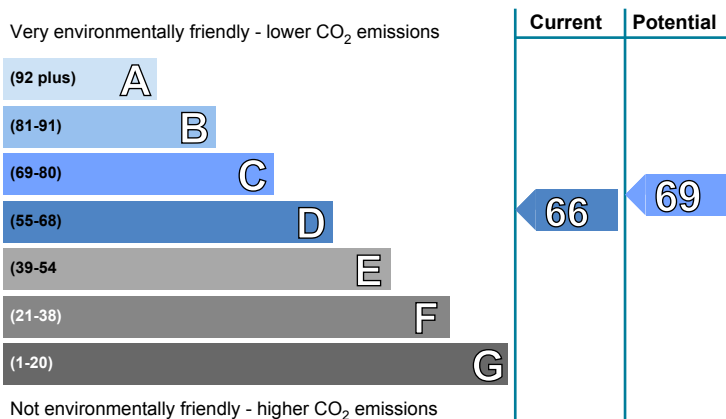 Very environmentally friendly - lower CO2 emissions
Current
Potential
(92 plus) A
(81-91) B
(69-80) C
(55-68) D
(39-54 E
(21-38) F
(1-20) G
66
69
Not environmentally friendly - higher CO2 emissions